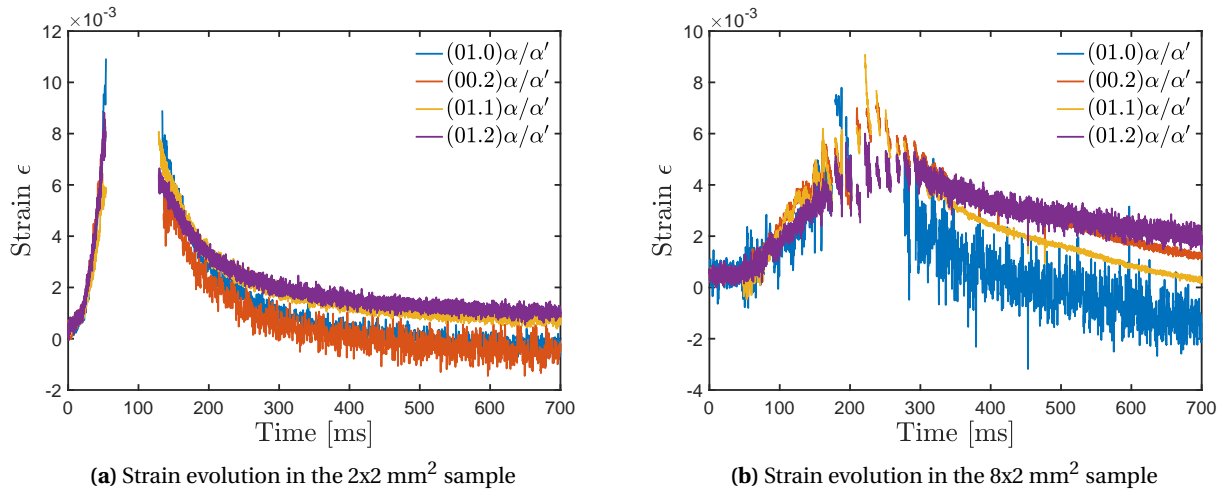 ×10⁻³
12
10
8
6
4
2
0
-2
Strain ϵ
0 100 200 300 400 500 600 700
Time [ms]
(01.0)α/α′
(00.2)α/α′
(01.1)α/α′
(01.2)α/α′
(a) Strain evolution in the 2x2 mm² sample
×10⁻³
10
8
6
4
2
0
-2
-4
Strain ϵ
0 100 200 300 400 500 600 700
Time [ms]
(01.0)α/α′
(00.2)α/α′
(01.1)α/α′
(01.2)α/α′
(b) Strain evolution in the 8x2 mm² sample